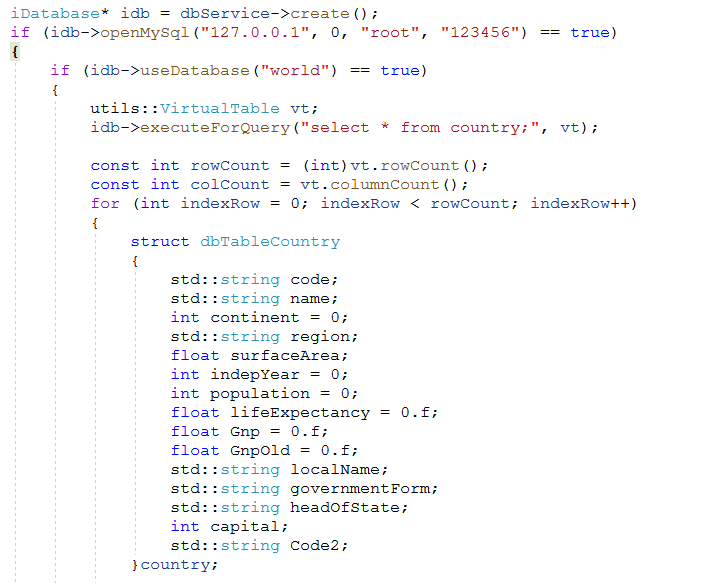 iDatabase* idb = dbService->create();
if (idb->openMySql("127.0.0.1", 0, "root", "123456") == true)
{
    if (idb->useDatabase("world") == true)
    {
        utils::VirtualTable vt;
        idb->executeForQuery("select * from country;", vt);

        const int rowCount = (int)vt.rowCount();
        const int colCount = vt.columnCount();
        for (int indexRow = 0; indexRow < rowCount; indexRow++)
        {
            struct dbTableCountry
            {
                std::string code;
                std::string name;
                int continent = 0;
                std::string region;
                float surfaceArea;
                int indepYear = 0;
                int population = 0;
                float lifeExpectancy = 0.f;
                float Gnp = 0.f;
                float GnpOld = 0.f;
                std::string localName;
                std::string governmentForm;
                std::string headOfState;
                int capital;
                std::string Code2;
            }country;